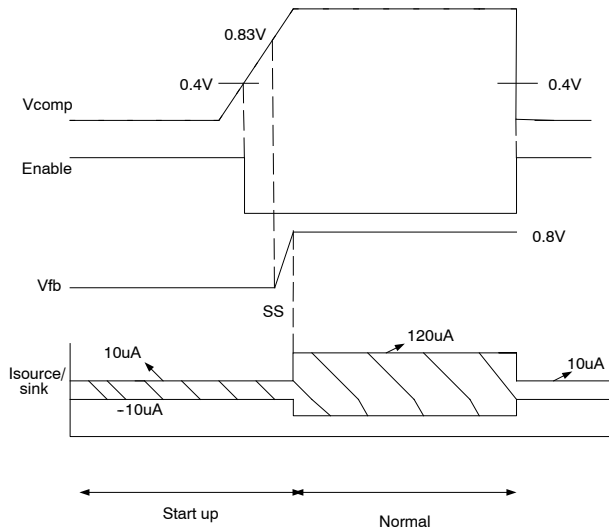 0.83V
0.4V
0.4V
Vcomp
Enable
0.8V
Vfb
SS
120uA
10uA
10uA
Isource/
sink
-10uA
Start up
Normal